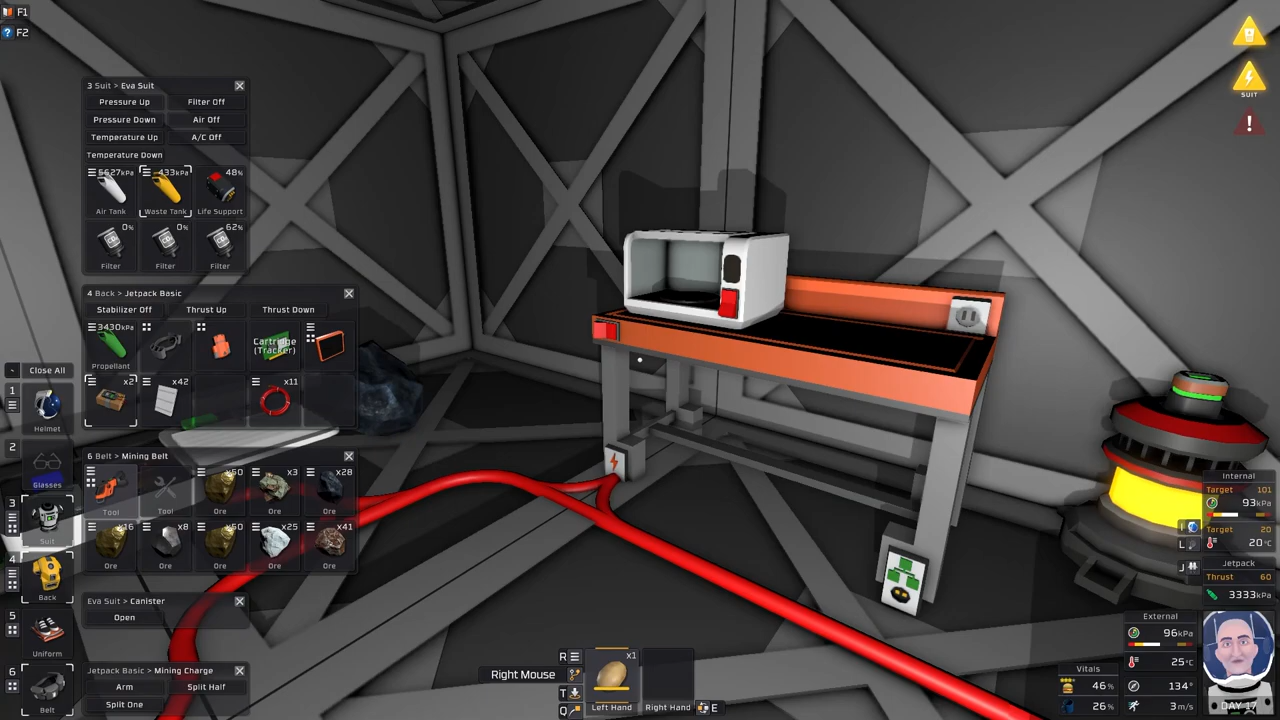 F1
F2
3 Suit > Eva Suit
Pressure Up
Filter Off
Pressure Down
Air Off
Temperature Up
A/C Off
Temperature Down
5627kPa
433kPa
48%
Air Tank
Waste Tank
Life Support
0%
0%
62%
Filter
Filter
Filter
4 Back > Jetpack Basic
Stabilizer Off
Thrust Up
Thrust Down
3430kPa
Cartridge
(Tracker)
Propellant
x2
x42
x11
6 Belt > Mining Belt
x50
x3
x28
Tool
Tool
Ore
Ore
Ore
x16
x8
x50
x25
x41
Ore
Ore
Ore
Ore
Ore
Eva Suit > Canister
Open
Jetpack Basic > Mining Charge
Arm
Split Half
Split One
- Close All
1
Helmet
2
Glasses
3
Suit
4
Back
5
Uniform
6
Belt
Right Mouse
R
T
Q
x1
Left Hand
Right Hand
E
SUIT
Internal
Target 101
93kPa
Target 20
20°C
I
L
J
Jetpack
Thrust 60
3333kPa
External
96kPa
25°C
134°
3m/s
Vitals
46%
26%
DAY 17